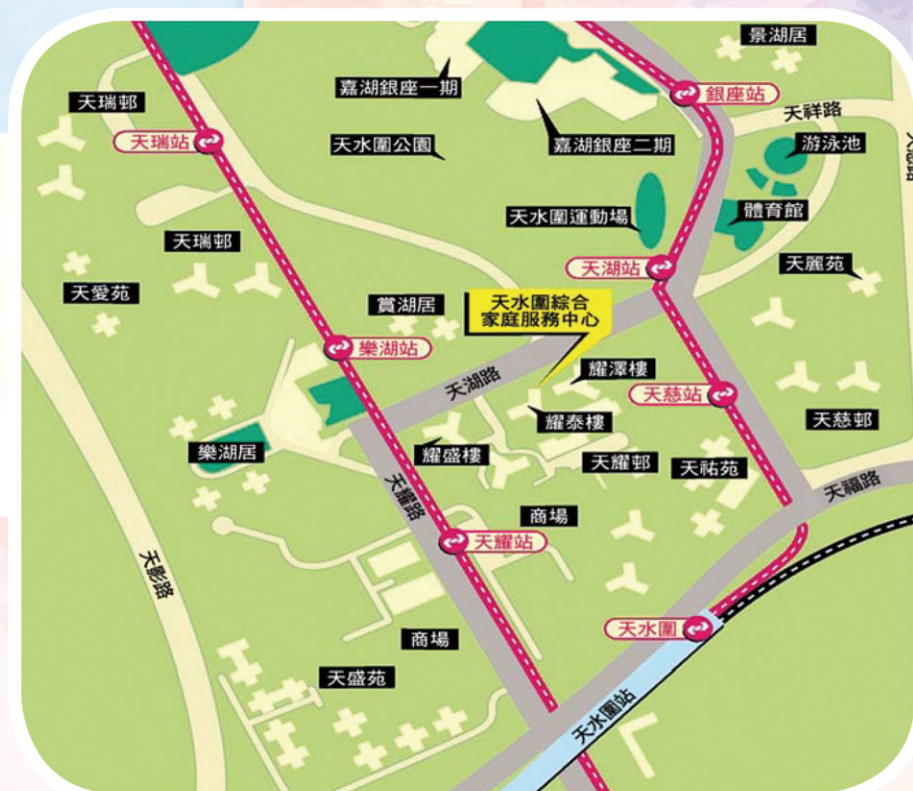 景湖居
嘉湖銀座一期
銀座站
天瑞邨
天祥路
天瑞站
天水圍公園
嘉湖銀座二期
游泳池
天水圍運動場
體育館
天瑞邨
天湖站
天麗苑
天愛苑
賞湖居
天水圍綜合
家庭服務中心
樂湖站
天湖路
耀澤樓
天慈站
耀泰樓
天慈邨
樂湖居
耀盛樓
天耀邨
天祐苑
天耀路
天福路
商場
天耀站
天影路
天水圍
商場
天盛苑
天水圍站